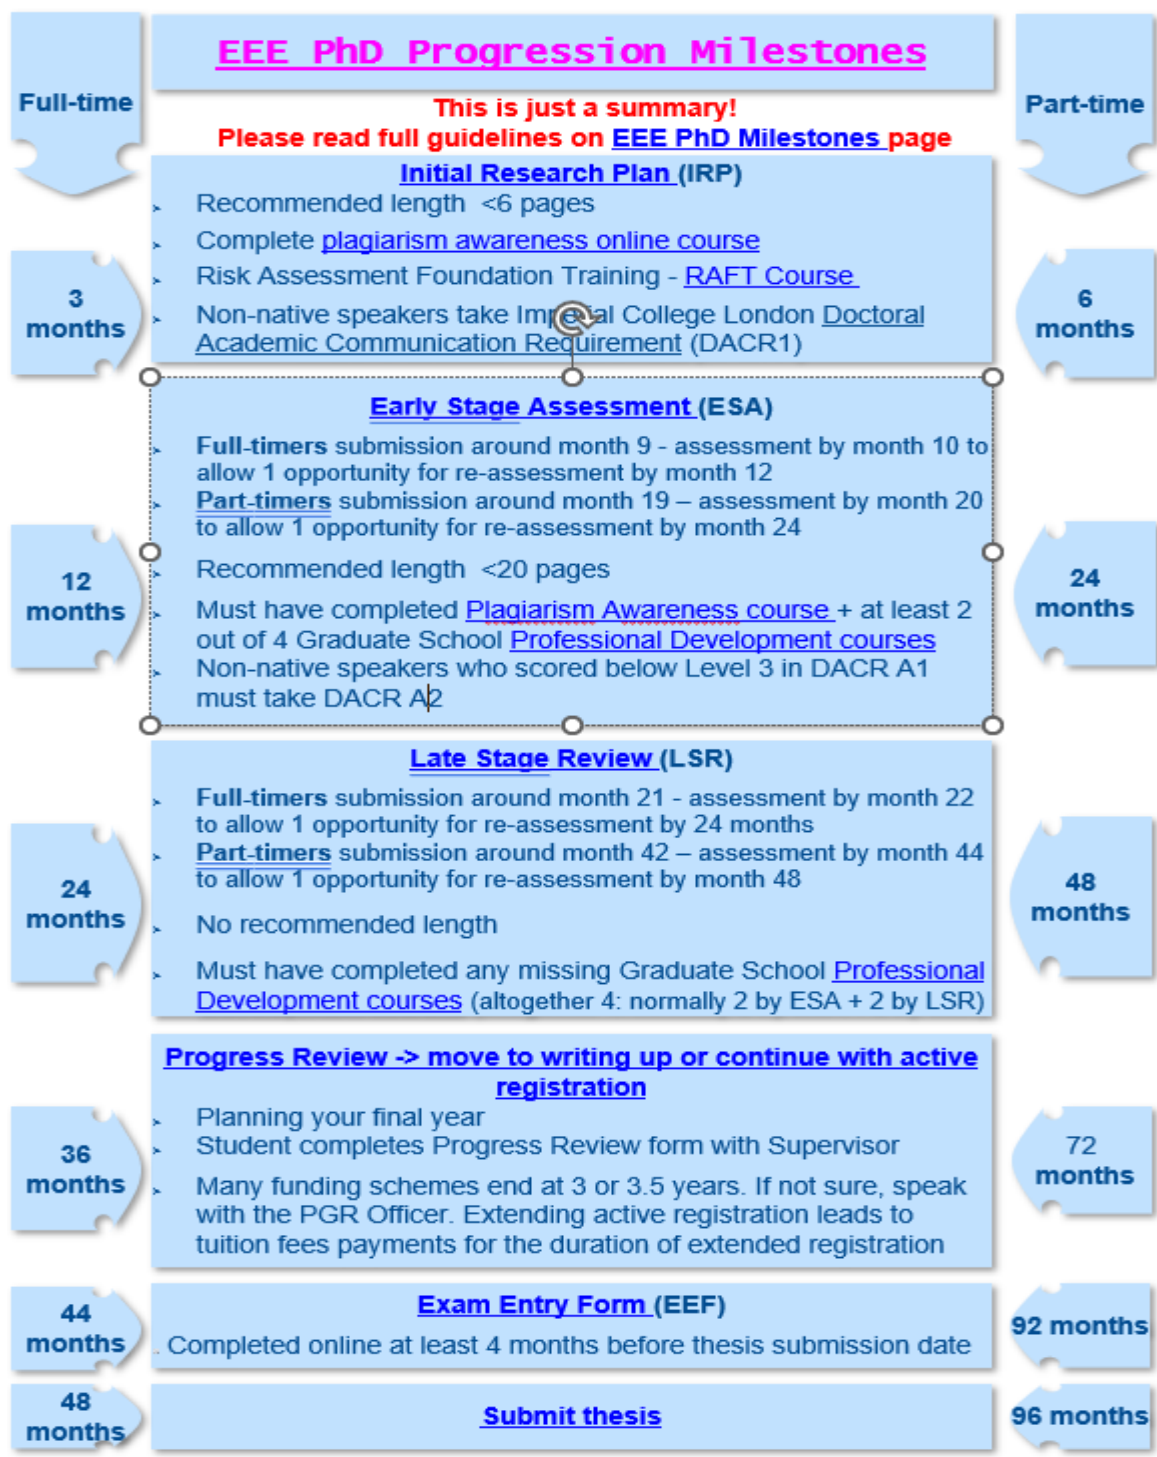 EEE PhD Progression Milestones
Full-time
Part-time
This is just a summary!
Please read full guidelines on EEE PhD Milestones page
Initial Research Plan (IRP)
Recommended length <6 pages
Complete plagiarism awareness online course
Risk Assessment Foundation Training - RAFT Course
Non-native speakers take Imperial College London Doctoral
Academic Communication Requirement (DACR1)
3
months
6
months
Early Stage Assessment (ESA)
Full-timers submission around month 9 - assessment by month 10 to
allow 1 opportunity for re-assessment by month 12
Part-timers submission around month 19 – assessment by month 20
to allow 1 opportunity for re-assessment by month 24
Recommended length <20 pages
Must have completed Plagiarism Awareness course + at least 2
out of 4 Graduate School Professional Development courses
Non-native speakers who scored below Level 3 in DACR A1
must take DACR A2
12
months
24
months
Late Stage Review (LSR)
Full-timers submission around month 21 - assessment by month 22
to allow 1 opportunity for re-assessment by 24 months
Part-timers submission around month 42 – assessment by month 44
to allow 1 opportunity for re-assessment by month 48
No recommended length
Must have completed any missing Graduate School Professional
Development courses (altogether 4: normally 2 by ESA + 2 by LSR)
24
months
48
months
Progress Review -> move to writing up or continue with active
registration
Planning your final year
Student completes Progress Review form with Supervisor
Many funding schemes end at 3 or 3.5 years. If not sure, speak
with the PGR Officer. Extending active registration leads to
tuition fees payments for the duration of extended registration
36
months
72
months
Exam Entry Form (EEF)
Completed online at least 4 months before thesis submission date
44
months
92 months
Submit thesis
48
months
96 months